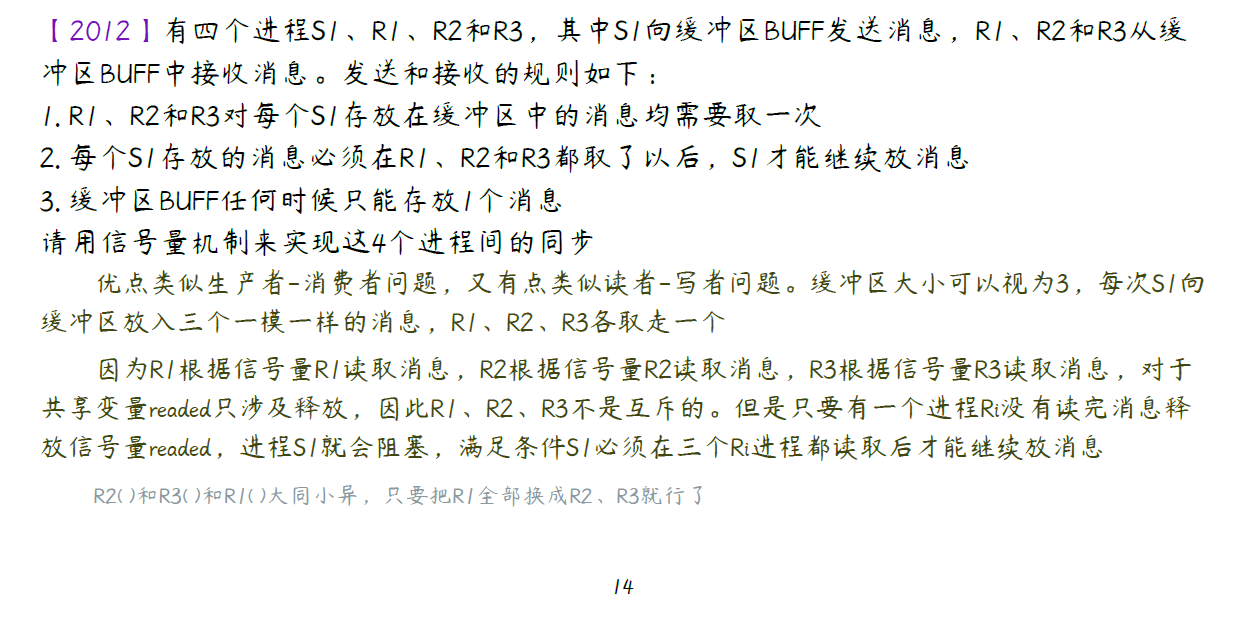 【2012】有四个进程S1、R1、R2和R3，其中S1向缓冲区BUFF发送消息，R1、R2和R3从缓
冲区BUFF中接收消息。发送和接收的规则如下：
1. R1、R2和R3对每个S1存放在缓冲区中的消息均需要取一次
2. 每个S1存放的消息必须在R1、R2和R3都取了以后，S1才能继续放消息
3. 缓冲区BUFF任何时候只能存放1个消息
请用信号量机制来实现这4个进程间的同步
优点类似生产者-消费者问题，又有点类似读者-写者问题。缓冲区大小可以视为3，每次S1向
缓冲区放入三个一模一样的消息，R1、R2、R3各取走一个
因为R1根据信号量R1读取消息，R2根据信号量R2读取消息，R3根据信号量R3读取消息，对于
共享变量readed只涉及释放，因此R1、R2、R3不是互斥的。但是只要有一个进程Ri没有读完消息释
放信号量readed，进程S1就会阻塞，满足条件S1必须在三个Ri进程都读取后才能继续放消息
R2()和R3()和R1()大同小异，只要把R1全部换成R2、R3就行了
14